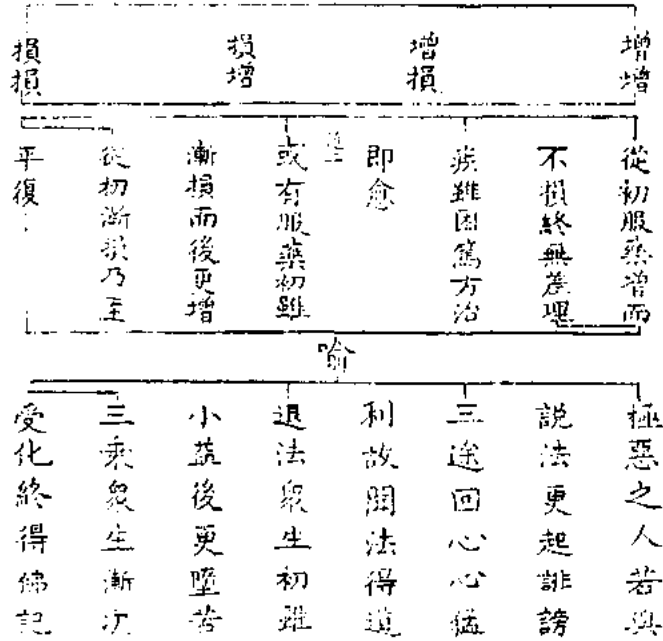 增增
增損
損增
損損
從初服藥增而
不損終無差理
疾雖困篤方治
即愈
或有服藥初雖
漸損而後更增
從初漸損乃至
平復
喻
極惡之人若與
說法更起誹謗
三途回心心猛
利故聞法得道
退法衆生初雖
小益後更墮苦
三乘衆生漸次
受化終得佛記